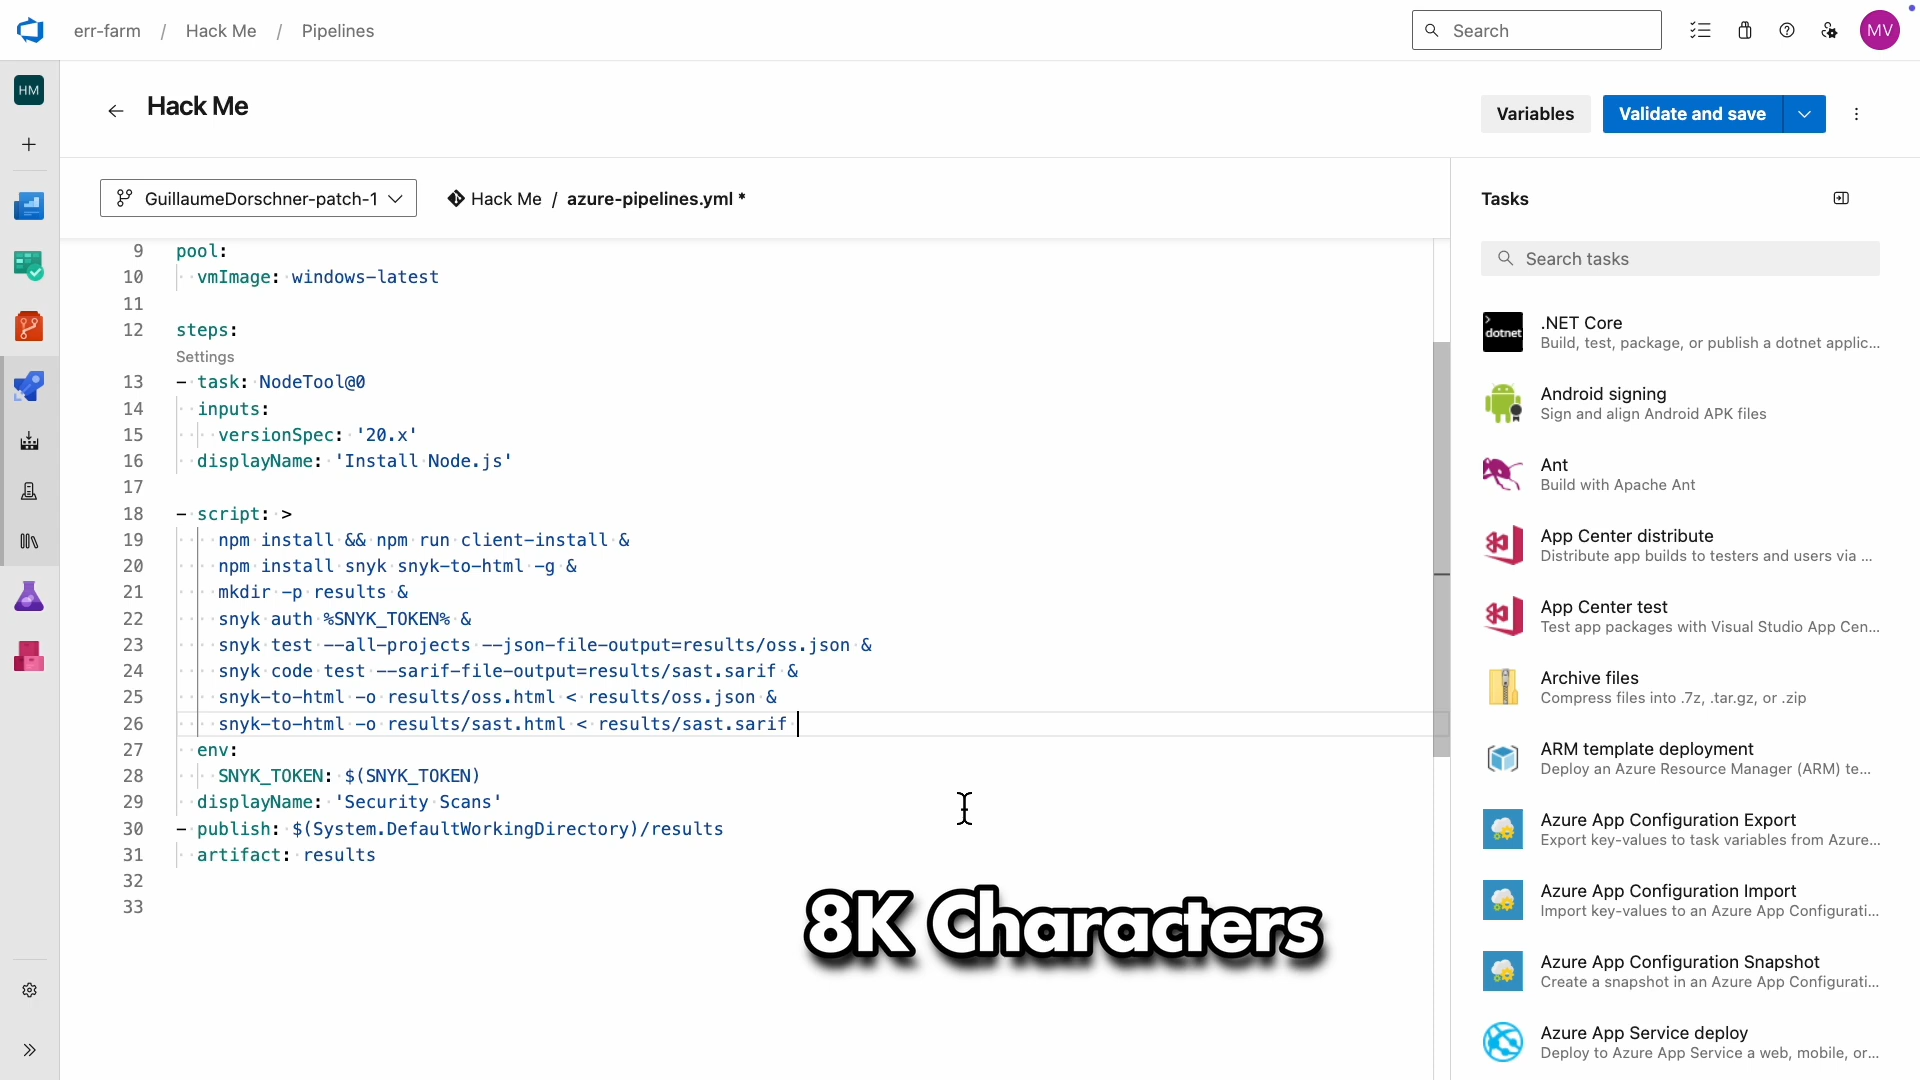 err-farm / Hack Me / Pipelines
Search
MV
HM
Hack Me
Variables
Validate and save
GuillaumeDorschner-patch-1
Hack Me / azure-pipelines.yml *
9 pool:
10 vmImage: windows-latest
11
12 steps:
Settings
13 - task: NodeTool@0
14 inputs:
15 versionSpec: '20.x'
16 displayName: 'Install Node.js'
17
18 - script: >
19 npm install && npm run client-install &
20 npm install snyk snyk-to-html -g &
21 mkdir -p results &
22 snyk auth %SNYK_TOKEN% &
23 snyk test --all-projects --json-file-output=results/oss.json &
24 snyk code test --sarif-file-output=results/sast.sarif &
25 snyk-to-html -o results/oss.html < results/oss.json &
26 snyk-to-html -o results/sast.html < results/sast.sarif
27 env:
28 SNYK_TOKEN: $(SNYK_TOKEN)
29 displayName: 'Security Scans'
30 - publish: $(System.DefaultWorkingDirectory)/results
31 artifact: results
32
33
8K Characters
Tasks
Search tasks
dotnet
.NET Core
Build, test, package, or publish a dotnet applic...
Android signing
Sign and align Android APK files
Ant
Build with Apache Ant
App Center distribute
Distribute app builds to testers and users via ...
App Center test
Test app packages with Visual Studio App Cen...
Archive files
Compress files into .7z, .tar.gz, or .zip
ARM template deployment
Deploy an Azure Resource Manager (ARM) te...
Azure App Configuration Export
Export key-values to task variables from Azure...
Azure App Configuration Import
Import key-values to an Azure App Configurati...
Azure App Configuration Snapshot
Create a snapshot in an Azure App Configurati...
Azure App Service deploy
Deploy to Azure App Service a web, mobile, or...